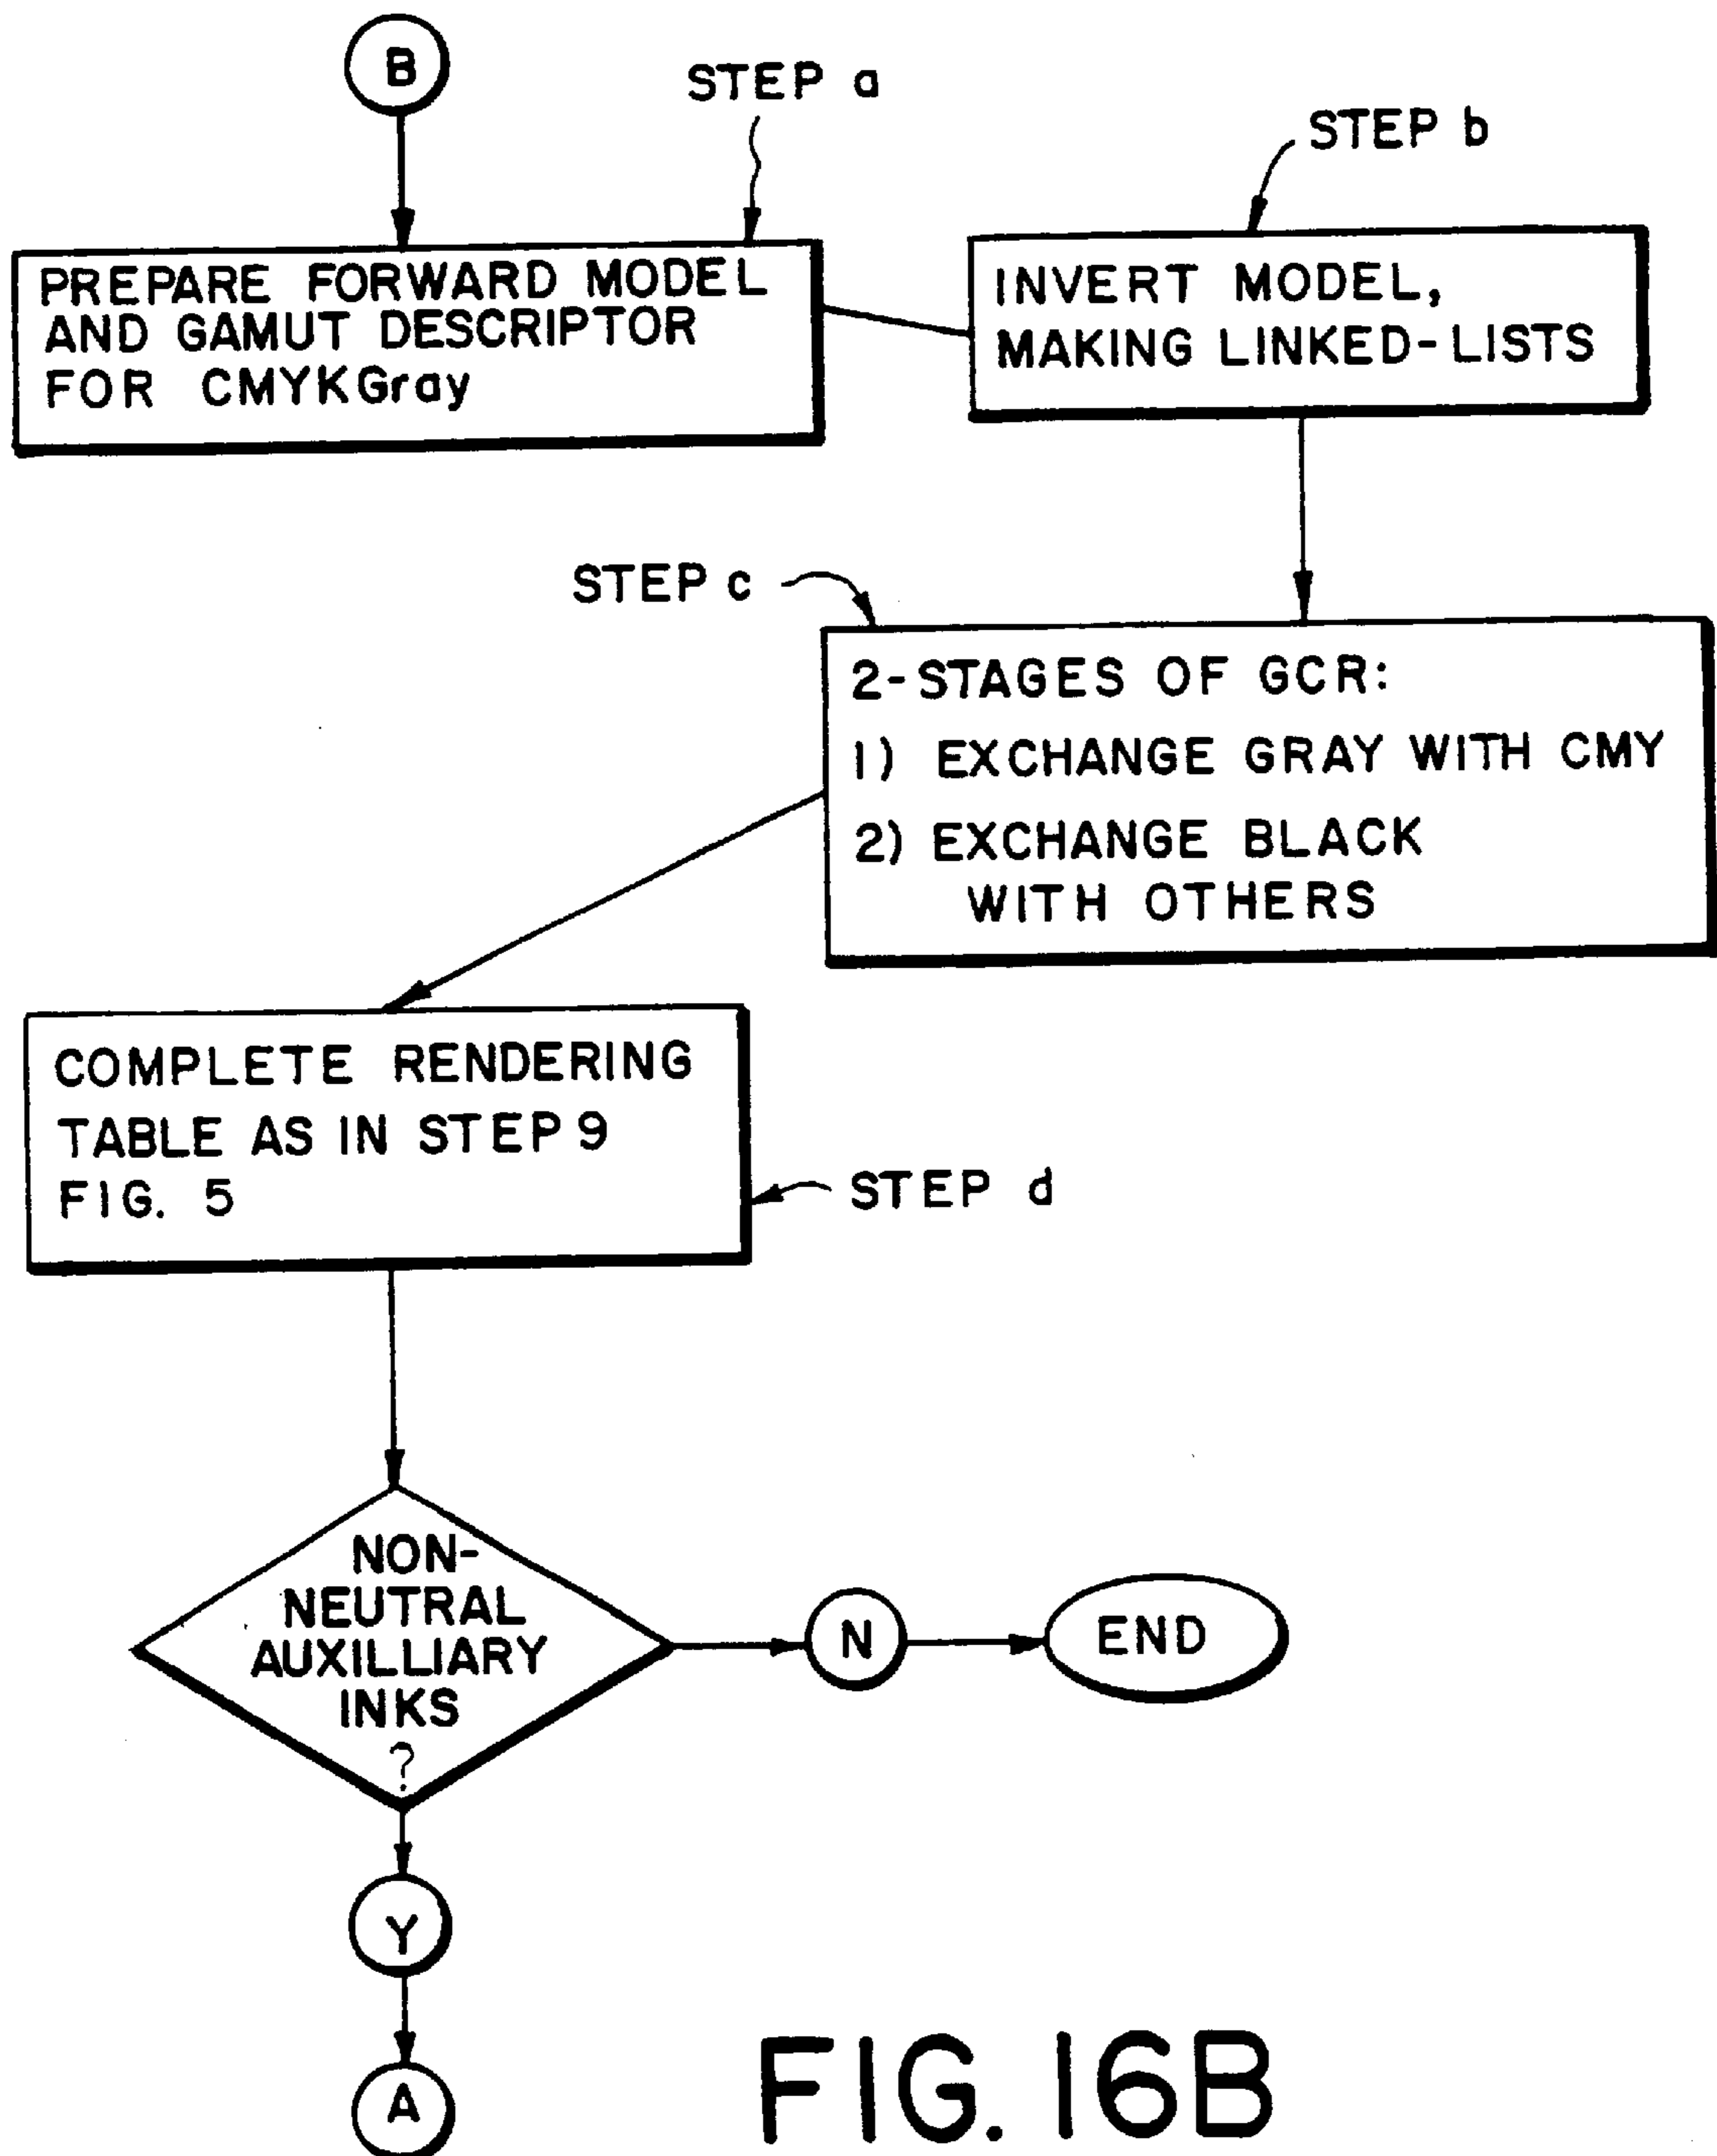 B
STEP a
STEP b
PREPARE FORWARD MODEL
AND GAMUT DESCRIPTOR
FOR CMYKGray
INVERT MODEL,
MAKING LINKED-LISTS
STEP c
2-STAGES OF GCR:
1) EXCHANGE GRAY WITH CMY
2) EXCHANGE BLACK
WITH OTHERS
COMPLETE RENDERING
TABLE AS IN STEP 9
FIG. 5
STEP d
NON-
NEUTRAL
AUXILLIARY
INKS
?
N
END
Y
A
FIG. 16B